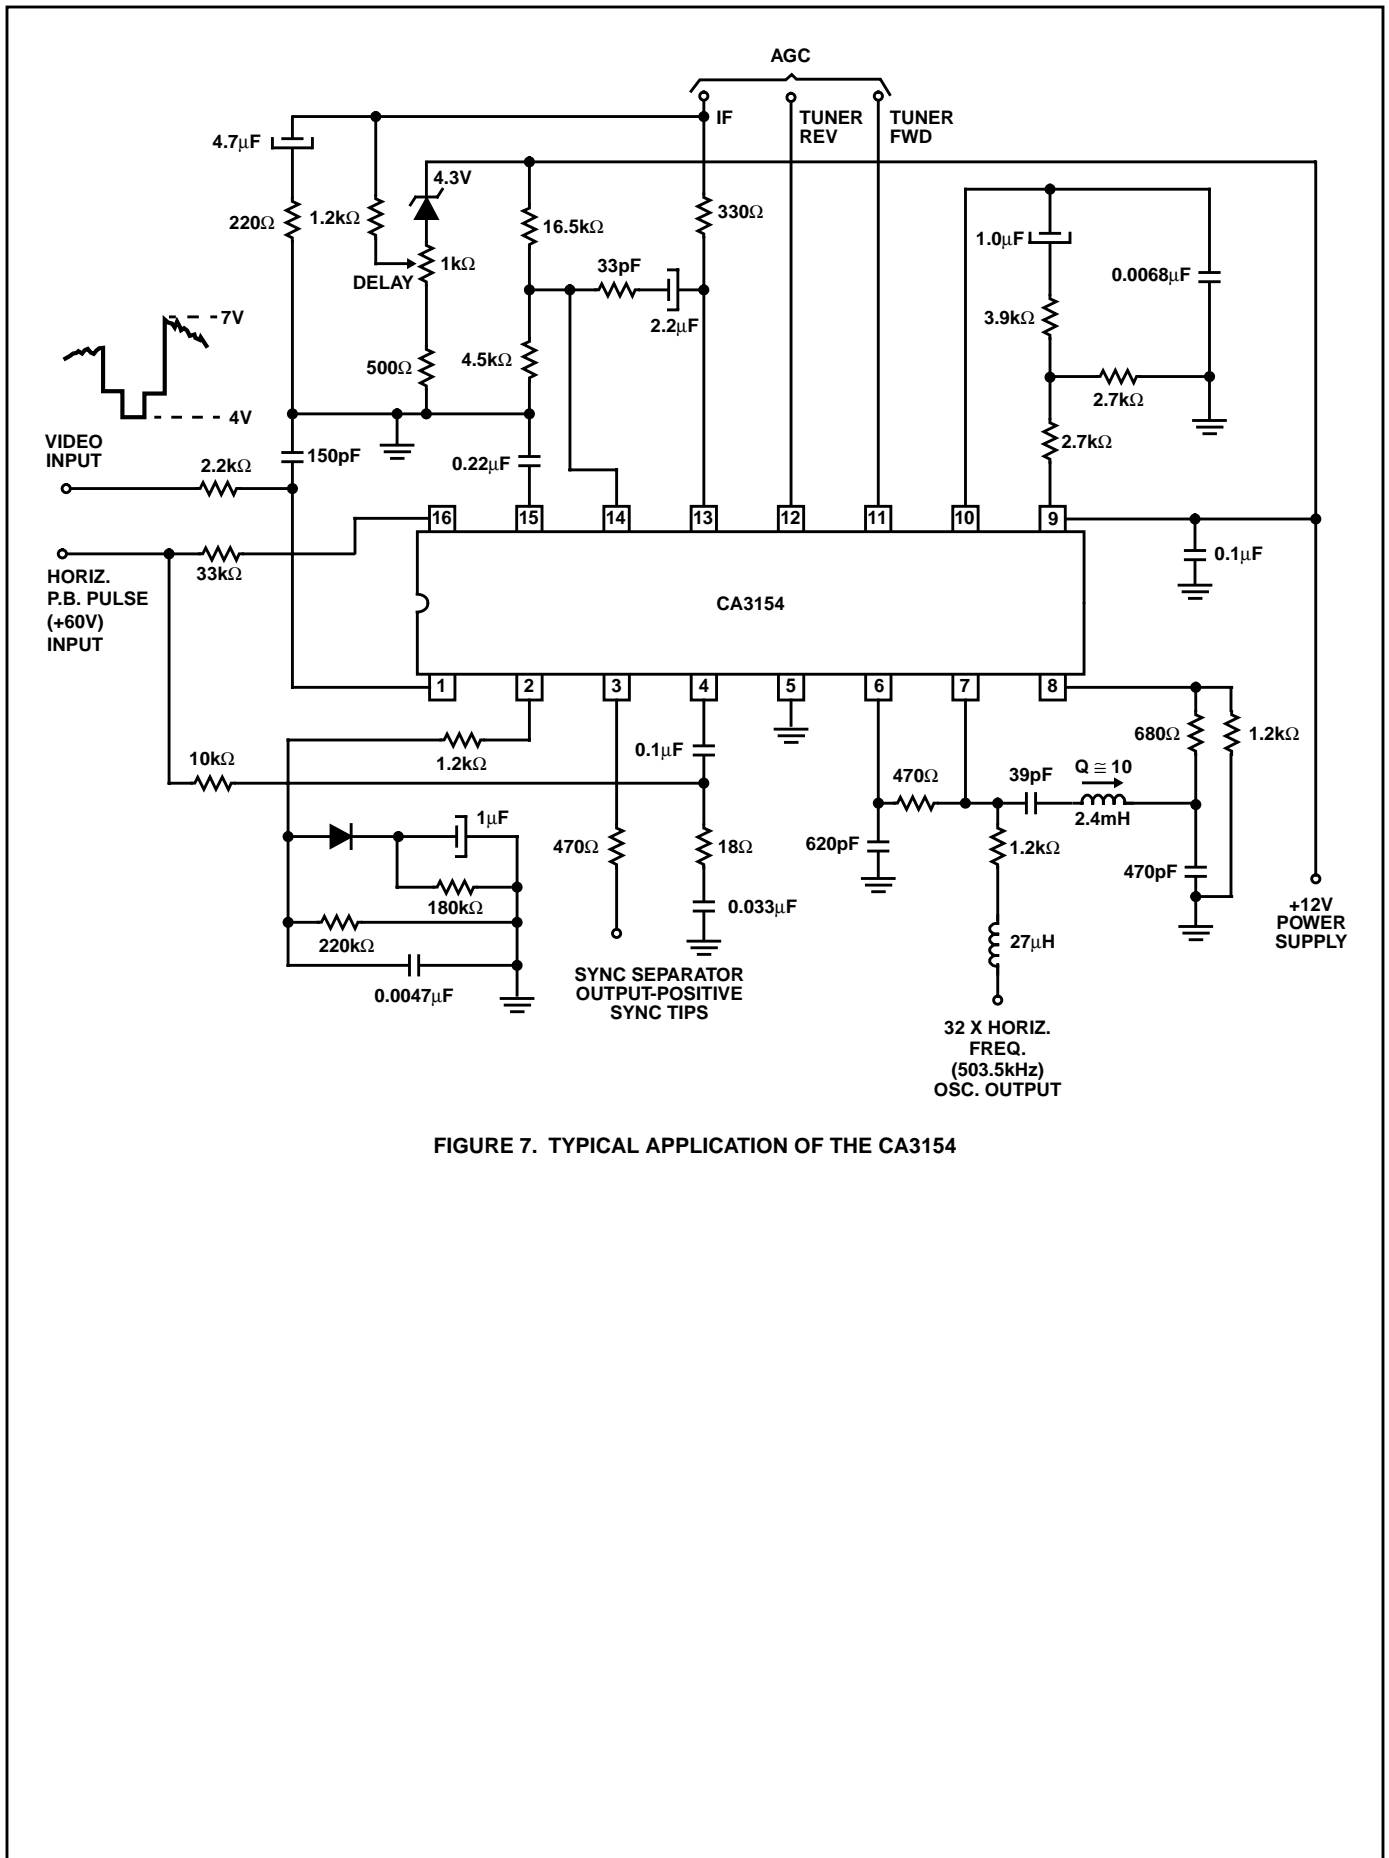 AGC
IF
TUNER
REV
TUNER
FWD
4.7μF
4.3V
220Ω
1.2kΩ
16.5kΩ
330Ω
1kΩ
DELAY
33pF
2.2μF
1.0μF
0.0068μF
3.9kΩ
7V
4V
500Ω
4.5kΩ
2.7kΩ
2.7kΩ
VIDEO
INPUT
2.2kΩ
150pF
0.22μF
16
15
14
13
12
11
10
9
HORIZ.
P.B. PULSE
(+60V)
INPUT
33kΩ
0.1μF
CA3154
1
2
3
4
5
6
7
8
10kΩ
1.2kΩ
0.1μF
470Ω
39pF
Q ≅ 10
2.4mH
680Ω
1.2kΩ
1μF
180kΩ
220kΩ
0.0047μF
470Ω
18Ω
0.033μF
620pF
1.2kΩ
470pF
27μH
+12V
POWER
SUPPLY
SYNC SEPARATOR
OUTPUT-POSITIVE
SYNC TIPS
32 X HORIZ.
FREQ.
(503.5kHz)
OSC. OUTPUT
FIGURE 7. TYPICAL APPLICATION OF THE CA3154